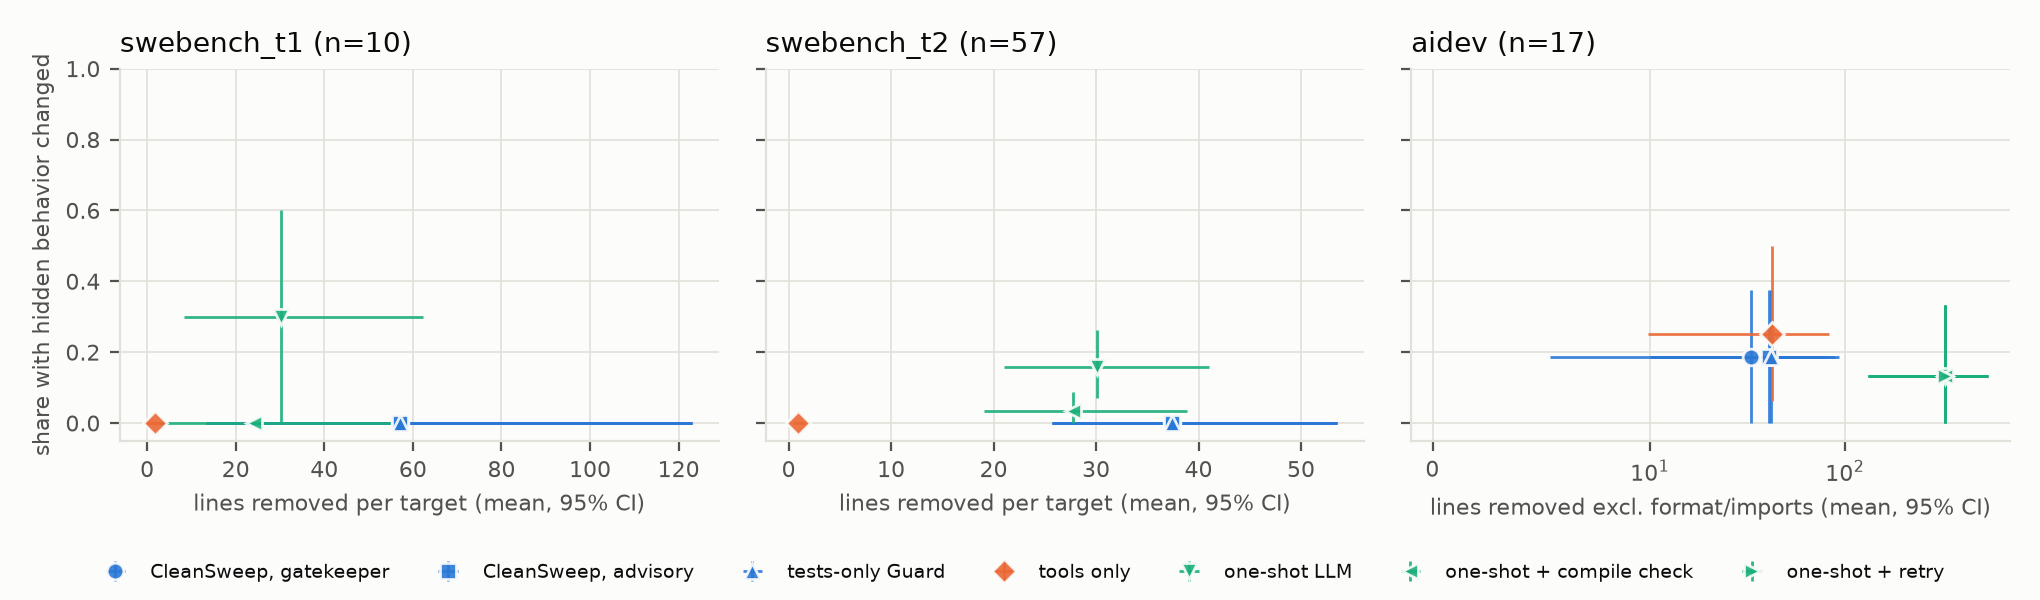 swebench_t1 (n=10)
swebench_t2 (n=57)
aidev (n=17)
share with hidden behavior changed
1.0
0.8
0.6
0.4
0.2
0.0
0 20 40 60 80 100 120
0 10 20 30 40 50
0 10¹ 10²
lines removed per target (mean, 95% CI)
lines removed per target (mean, 95% CI)
lines removed excl. format/imports (mean, 95% CI)
CleanSweep, gatekeeper CleanSweep, advisory tests-only Guard tools only one-shot LLM one-shot + compile check one-shot + retry